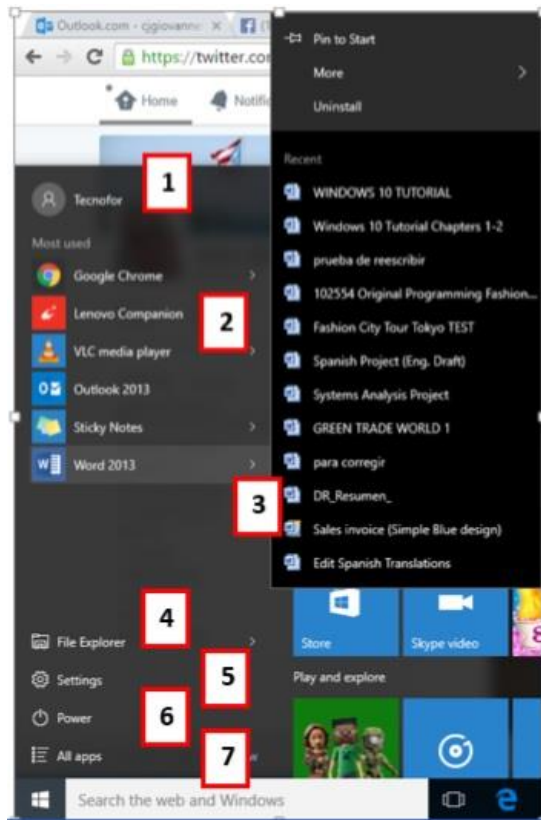 Outlook.com - cjgiovanne
https://twitter.co
Home
Notific
1
Tecnofor
Most used
Google Chrome
Lenovo Companion
2
VLC media player
Outlook 2013
Sticky Notes
Word 2013
3
4
File Explorer
Settings
5
Power
6
All apps
7
Search the web and Windows
Pin to Start
More
Uninstall
Recent
WINDOWS 10 TUTORIAL
Windows 10 Tutorial Chapters 1-2
prueba de reescribir
102554 Original Programming Fashion...
Fashion City Tour Tokyo TEST
Spanish Project (Eng. Draft)
Systems Analysis Project
GREEN TRADE WORLD 1
para corregir
DR_Resumen_
Sales invoice (Simple Blue design)
Edit Spanish Translations
Store
Skype video
Play and explore